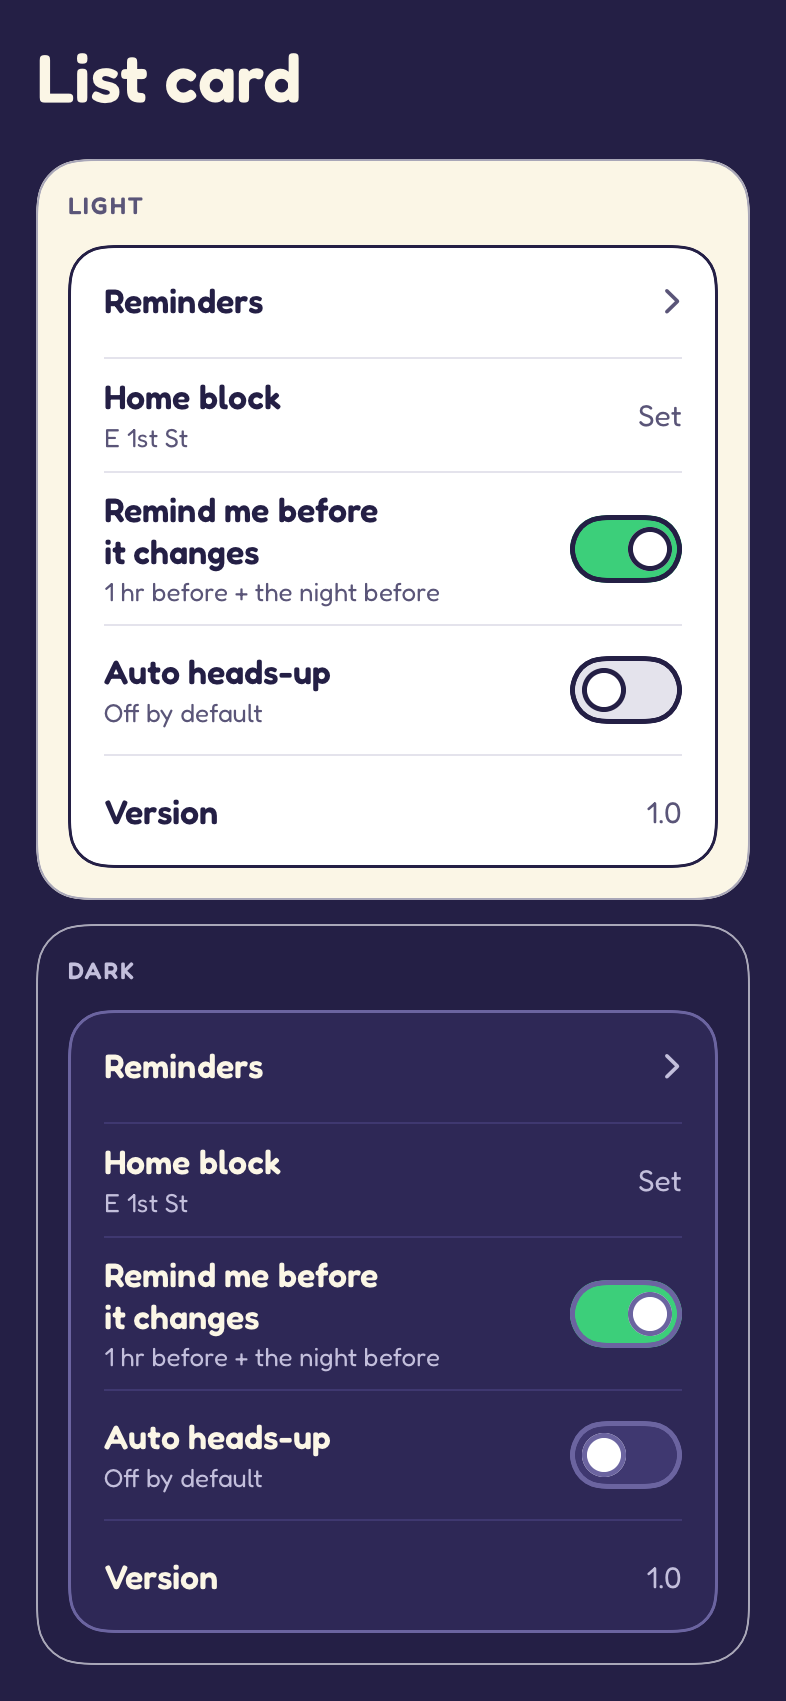 List card
LIGHT
Reminders
Home block
E 1st St
Set
Remind me before
it changes
1 hr before + the night before
Auto heads-up
Off by default
Version
1.0
DARK
Reminders
Home block
E 1st St
Set
Remind me before
it changes
1 hr before + the night before
Auto heads-up
Off by default
Version
1.0